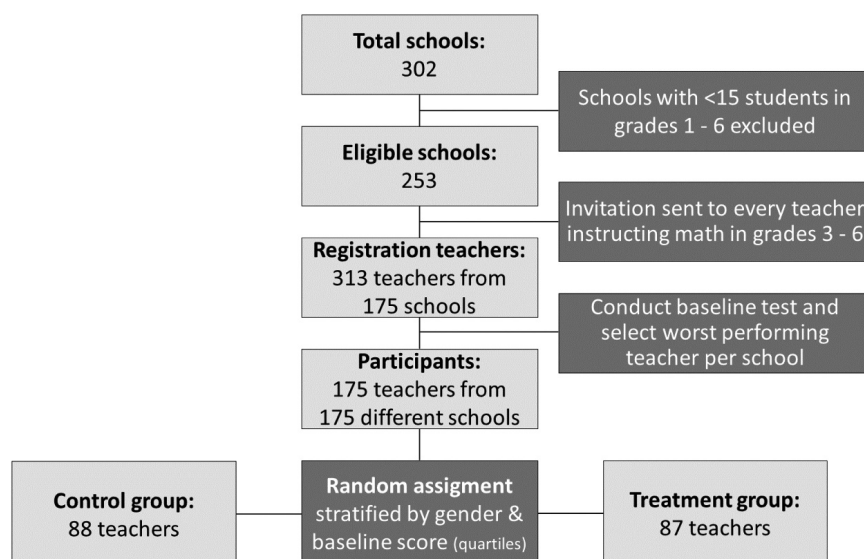 Total schools:
302
Schools with <15 students in
grades 1 - 6 excluded
Eligible schools:
253
Invitation sent to every teacher
instructing math in grades 3 - 6
Registration teachers:
313 teachers from
175 schools
Conduct baseline test and
select worst performing
teacher per school
Participants:
175 teachers from
175 different schools
Control group:
88 teachers
Random assigment
stratified by gender &
baseline score (quartiles)
Treatment group:
87 teachers